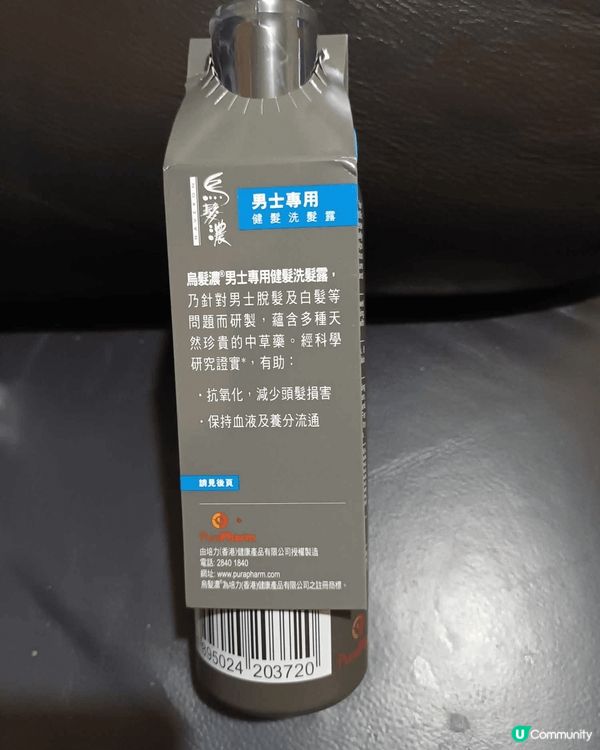 烏髮濃
男士專用
健髮洗髮露
烏髮濃®男士專用健髮洗髮露，
乃針對男士脫髮及白髮等
問題而研製，蘊含多種天
然珍貴的中草藥。經科學
研究證實*，有助：
·抗氧化，減少頭髮損害
·保持血液及養分流通
請見後頁
PuraPharm
由培力(香港)健康產品有限公司授權製造
電話: 2840 1840
網址: www.purapharm.com
烏髮濃®為培力(香港)健康產品有限公司之註冊商標。
895024 203720
U Community